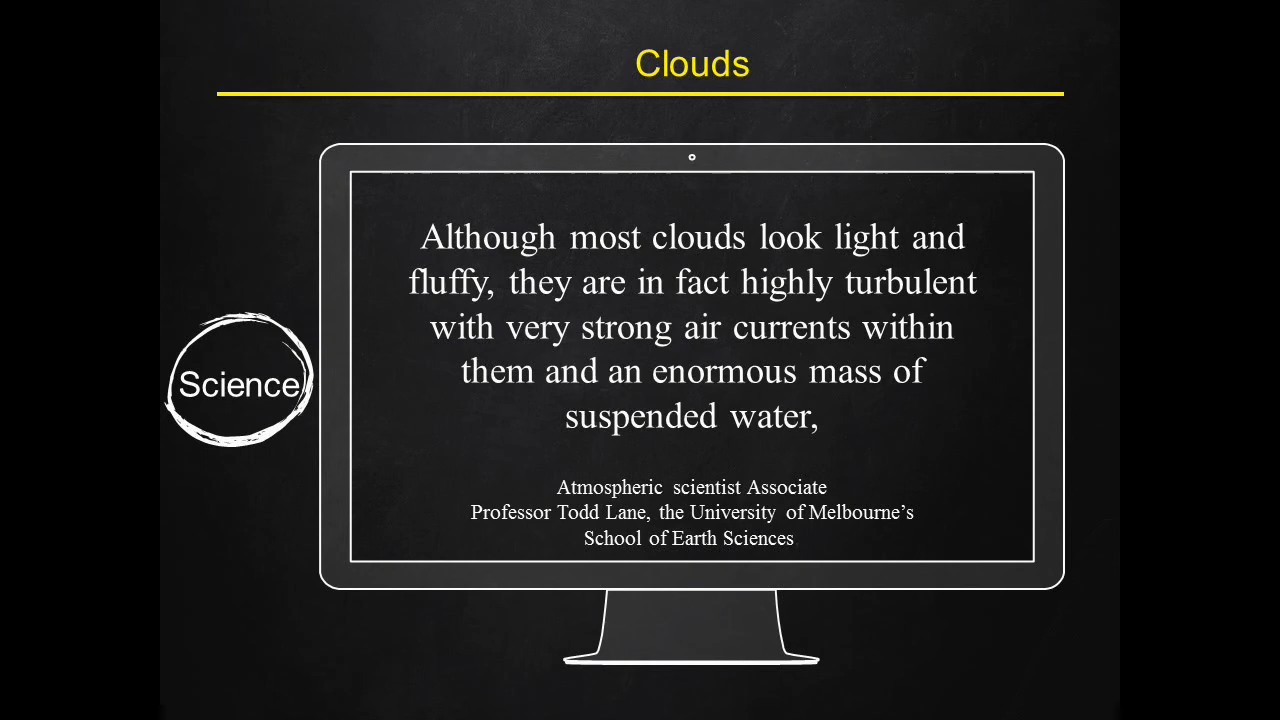 Clouds
Although most clouds look light and
fluffy, they are in fact highly turbulent
with very strong air currents within
them and an enormous mass of
suspended water,
Science
Atmospheric scientist Associate
Professor Todd Lane, the University of Melbourne’s
School of Earth Sciences